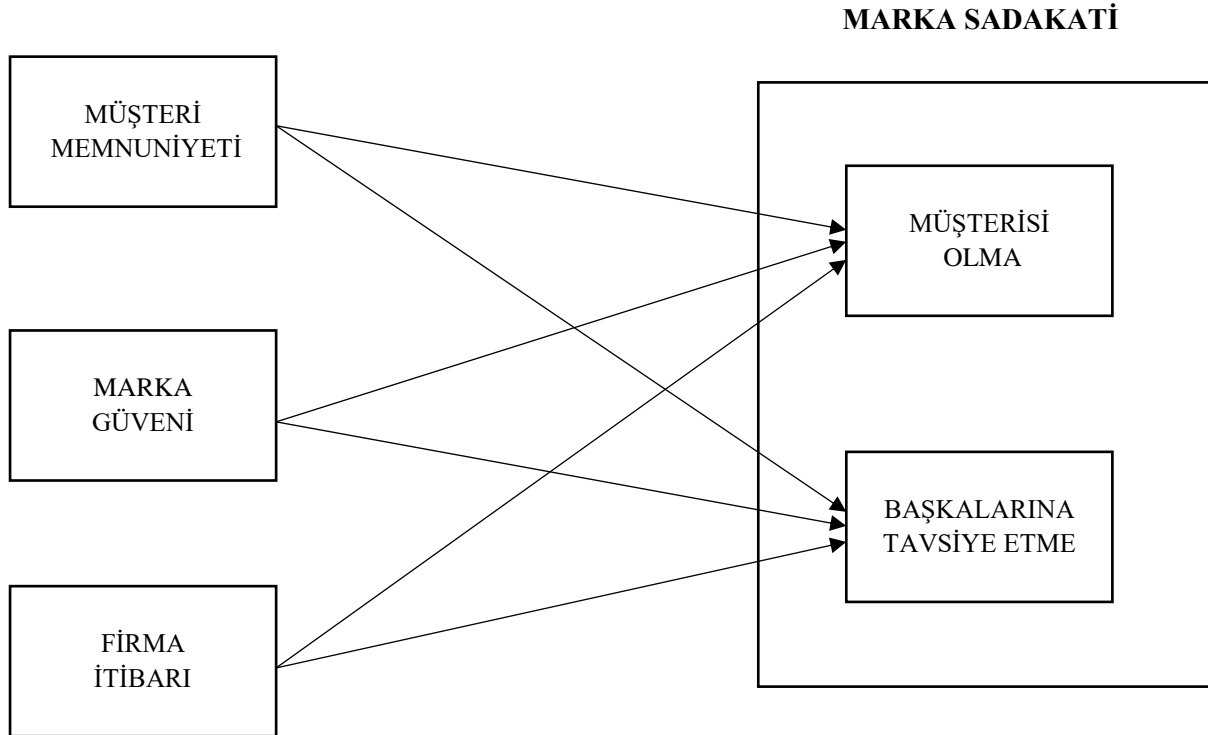 MARKA SADAKATİ
MÜŞTERİ
MEMNUNİYETİ
MÜŞTERİSİ
OLMA
MARKA
GÜVENİ
BAŞKALARINA
TAVSİYE ETME
FİRMA
İTİBARI